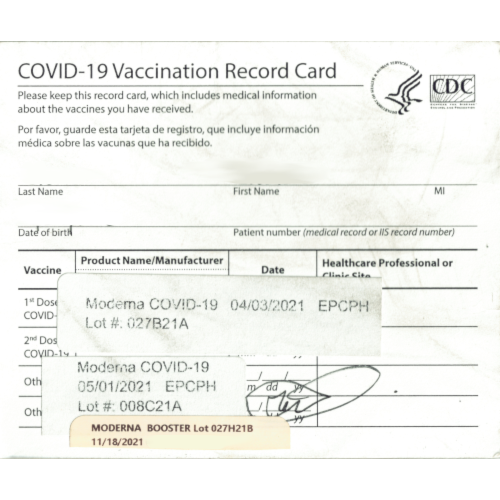 COVID-19 Vaccination Record Card
Please keep this record card, which includes medical information
about the vaccines you have received.
Por favor, guarde esta tarjeta de registro, que incluye información
médica sobre las vacunas que ha recibido.
CDC
Last Name First Name MI
Date of birth Patient number (medical record or IIS record number)
Vaccine Product Name/Manufacturer Date Healthcare Professional or
Clinic Site
1st Dose
COVID-
Moderna COVID-19 04/03/2021 EPCPH
Lot #: 027B21A
2nd Dose
COVID-19
Moderna COVID-19
05/01/2021 EPCPH
Lot #: 008C21A
Oth
mm dd yy
Oth
yy
MODERNA BOOSTER Lot 027H21B
11/18/2021